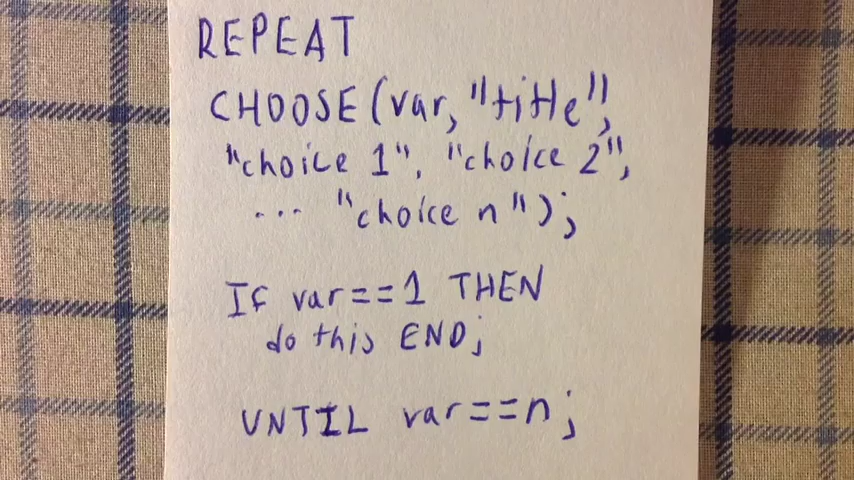 REPEAT
CHOOSE(var, "title",
"choice 1", "choice 2",
... "choice n");
If var==1 THEN
do this END;
UNTIL var==n;